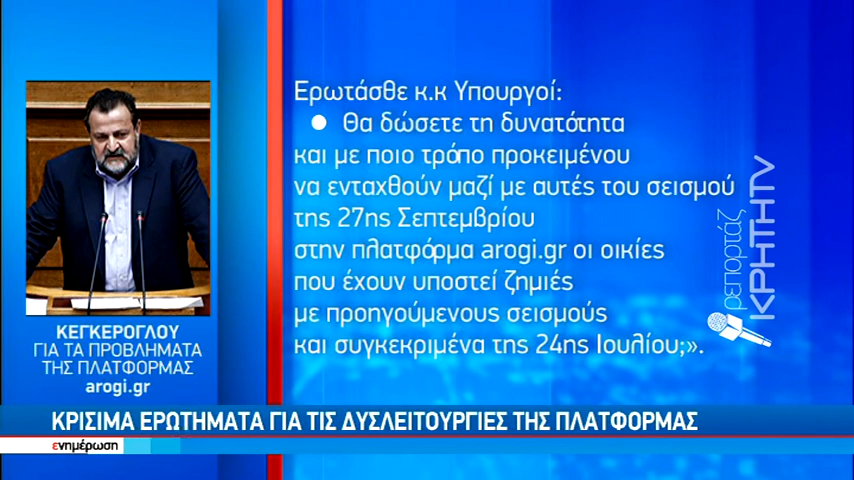 Ερωτάσθε κ.κ Υπουργοί:
● Θα δώσετε τη δυνατότητα
και με ποιο τρόπο προκειμένου
να ενταχθούν μαζί με αυτές του σεισμού
της 27ης Σεπτεμβρίου
στην πλατφόρμα arogi.gr οι οικίες
που έχουν υποστεί ζημιές
με προηγούμενους σεισμούς
και συγκεκριμένα της 24ης Ιουλίου;».
ρεπορτάζ
ΚΡΗΤΗTV
ΚΕΓΚΕΡΟΓΛΟΥ
ΓΙΑ ΤΑ ΠΡΟΒΛΗΜΑΤΑ
ΤΗΣ ΠΛΑΤΦΟΡΜΑΣ
arogi.gr
ΚΡΙΣΙΜΑ ΕΡΩΤΗΜΑΤΑ ΓΙΑ ΤΙΣ ΔΥΣΛΕΙΤΟΥΡΓΙΕΣ ΤΗΣ ΠΛΑΤΦΟΡΜΑΣ
ενημέρωση